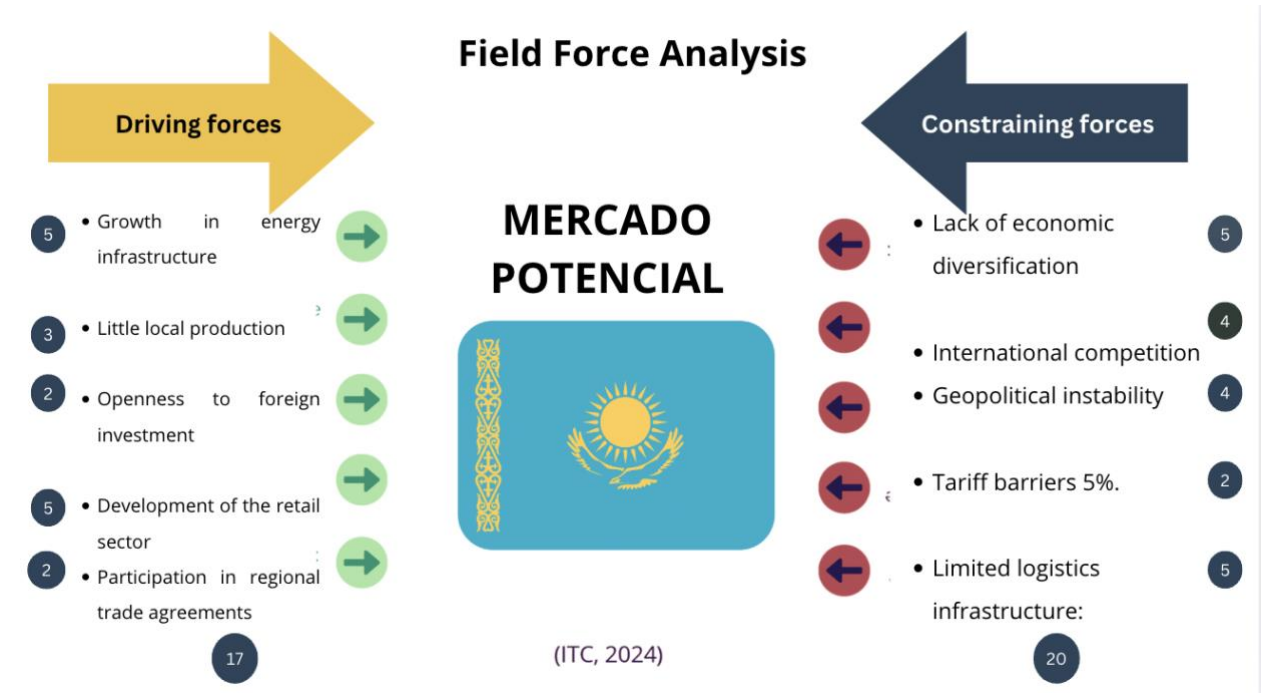 Field Force Analysis
Driving forces
Constraining forces
MERCADO
POTENCIAL
5
• Growth in energy
infrastructure
3
• Little local production
2
• Openness to foreign
investment
5
• Development of the retail
sector
2
• Participation in regional
trade agreements
17
• Lack of economic
diversification
5
4
• International competition
• Geopolitical instability
4
• Tariff barriers 5%.
2
• Limited logistics
infrastructure:
5
20
(ITC, 2024)